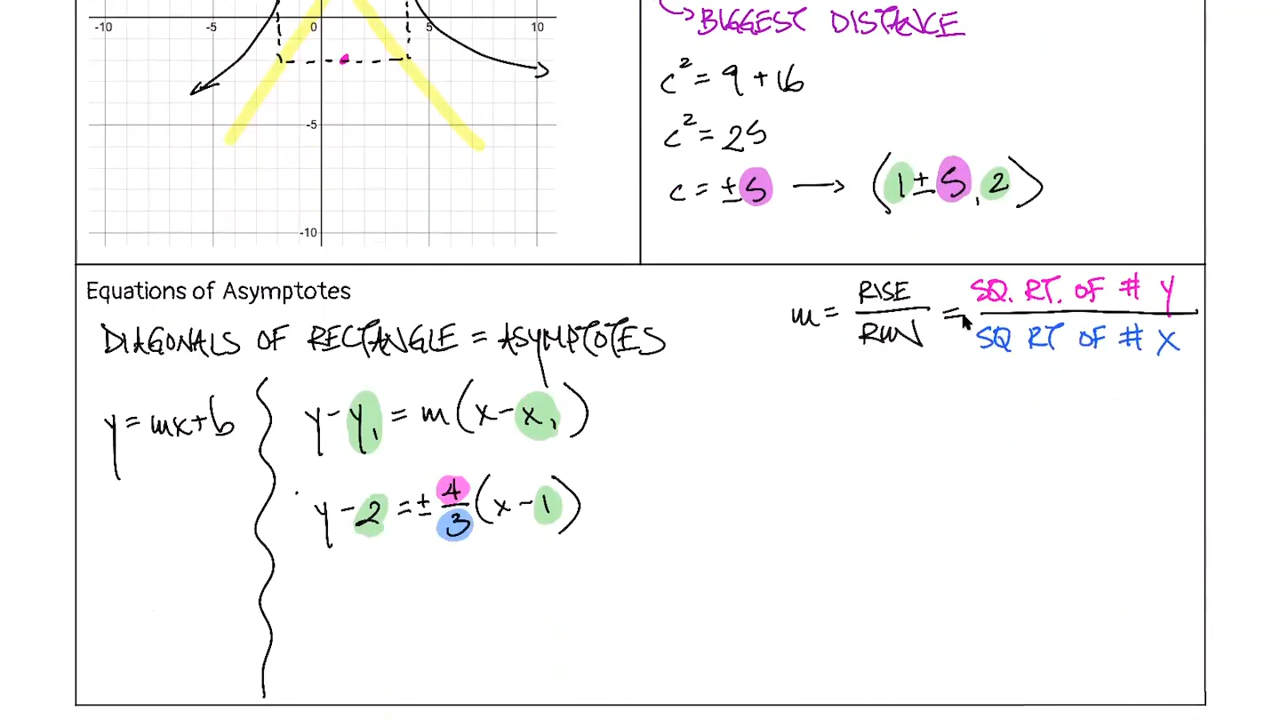 -10 -5 0 5 10
-5
-10
BIGGEST DISTANCE
c² = 9 + 16
c² = 25
c = ± 5 → (1 ± 5, 2)
Equations of Asymptotes
DIAGONALS OF RECTANGLE = ASYMPTOTES
m = RISE/RUN = SQ. RT. OF # Y/SQ RT OF # X
y = mx + b
y - y₁ = m(x - x₁)
y - 2 = ± 4/3 (x - 1)